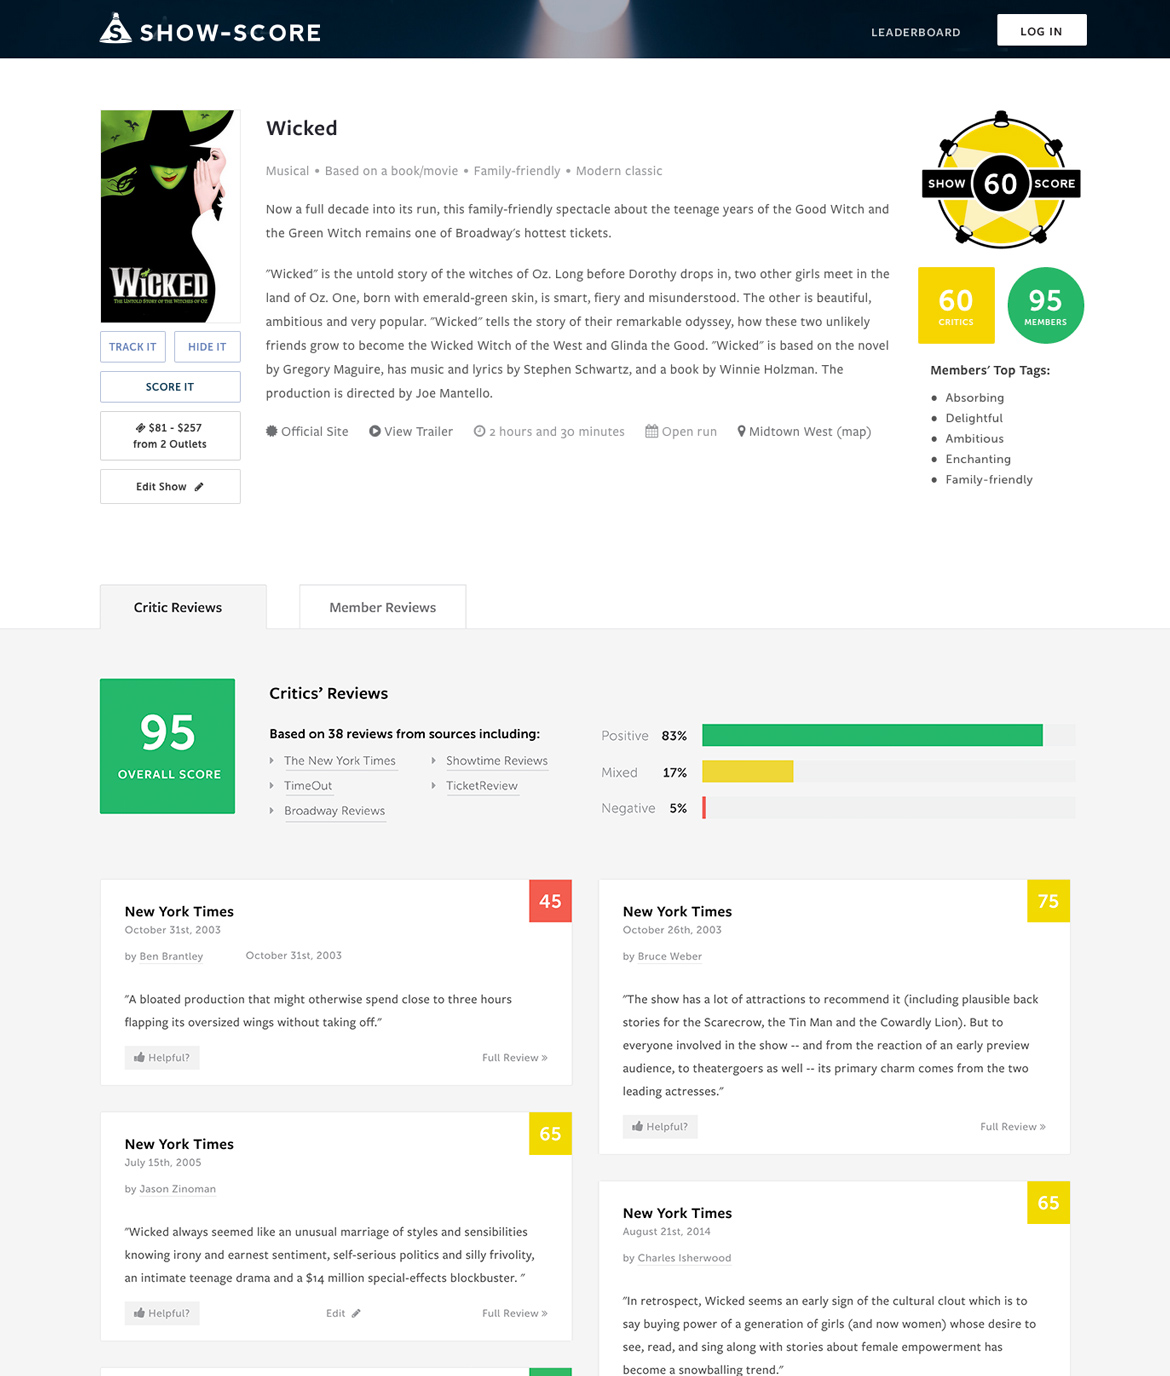 SHOW-SCORE
LEADERBOARD
LOG IN
WICKED
THE UNTOLD STORY OF THE WITCHES OF OZ
TRACK IT
HIDE IT
SCORE IT
$81 - $257
from 2 Outlets
Edit Show
Wicked
Musical • Based on a book/movie • Family-friendly • Modern classic
Now a full decade into its run, this family-friendly spectacle about the teenage years of the Good Witch and
the Green Witch remains one of Broadway's hottest tickets.
"Wicked" is the untold story of the witches of Oz. Long before Dorothy drops in, two other girls meet in the
land of Oz. One, born with emerald-green skin, is smart, fiery and misunderstood. The other is beautiful,
ambitious and very popular. "Wicked" tells the story of their remarkable odyssey, how these two unlikely
friends grow to become the Wicked Witch of the West and Glinda the Good. "Wicked" is based on the novel
by Gregory Maguire, has music and lyrics by Stephen Schwartz, and a book by Winnie Holzman. The
production is directed by Joe Mantello.
Official Site
View Trailer
2 hours and 30 minutes
Open run
Midtown West (map)
SHOW 60 SCORE
60
CRITICS
95
MEMBERS
Members' Top Tags:
• Absorbing
• Delightful
• Ambitious
• Enchanting
• Family-friendly
Critic Reviews
Member Reviews
95
OVERALL SCORE
Critics' Reviews
Based on 38 reviews from sources including:
The New York Times
TimeOut
Broadway Reviews
Showtime Reviews
TicketReview
Positive 83%
Mixed 17%
Negative 5%
45
New York Times
October 31st, 2003
by Ben Brantley
October 31st, 2003
"A bloated production that might otherwise spend close to three hours
flapping its oversized wings without taking off."
Helpful?
Full Review »
65
New York Times
July 15th, 2005
by Jason Zinoman
"Wicked always seemed like an unusual marriage of styles and sensibilities
knowing irony and earnest sentiment, self-serious politics and silly frivolity,
an intimate teenage drama and a $14 million special-effects blockbuster. "
Helpful?
Edit
Full Review »
75
New York Times
October 26th, 2003
by Bruce Weber
"The show has a lot of attractions to recommend it (including plausible back
stories for the Scarecrow, the Tin Man and the Cowardly Lion). But to
everyone involved in the show -- and from the reaction of an early preview
audience, to theatergoers as well -- its primary charm comes from the two
leading actresses."
Helpful?
Full Review »
65
New York Times
August 21st, 2014
by Charles Isherwood
"In retrospect, Wicked seems an early sign of the cultural clout which is to
say buying power of a generation of girls (and now women) whose desire to
see, read, and sing along with stories about female empowerment has
become a snowballing trend."